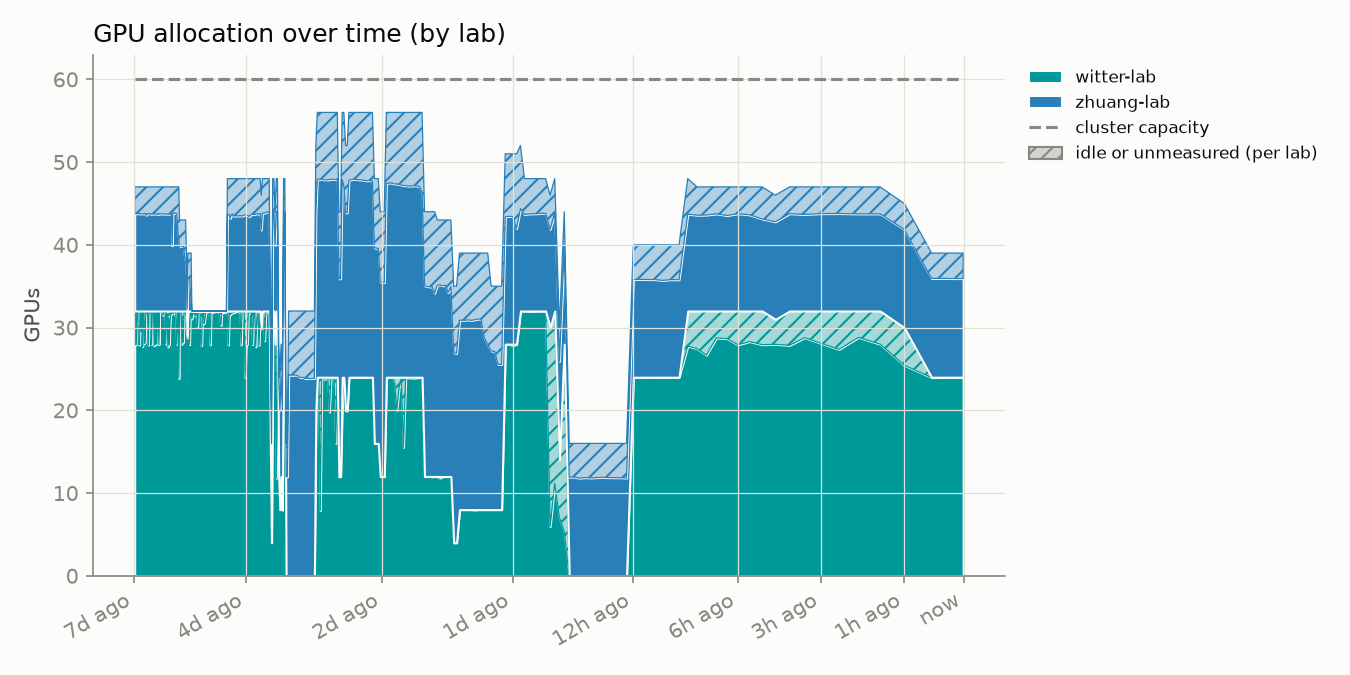 GPU allocation over time (by lab)
witter-lab
zhuang-lab
cluster capacity
idle or unmeasured (per lab)
GPUs
60
50
40
30
20
10
0
7d ago
4d ago
2d ago
1d ago
12h ago
6h ago
3h ago
1h ago
now